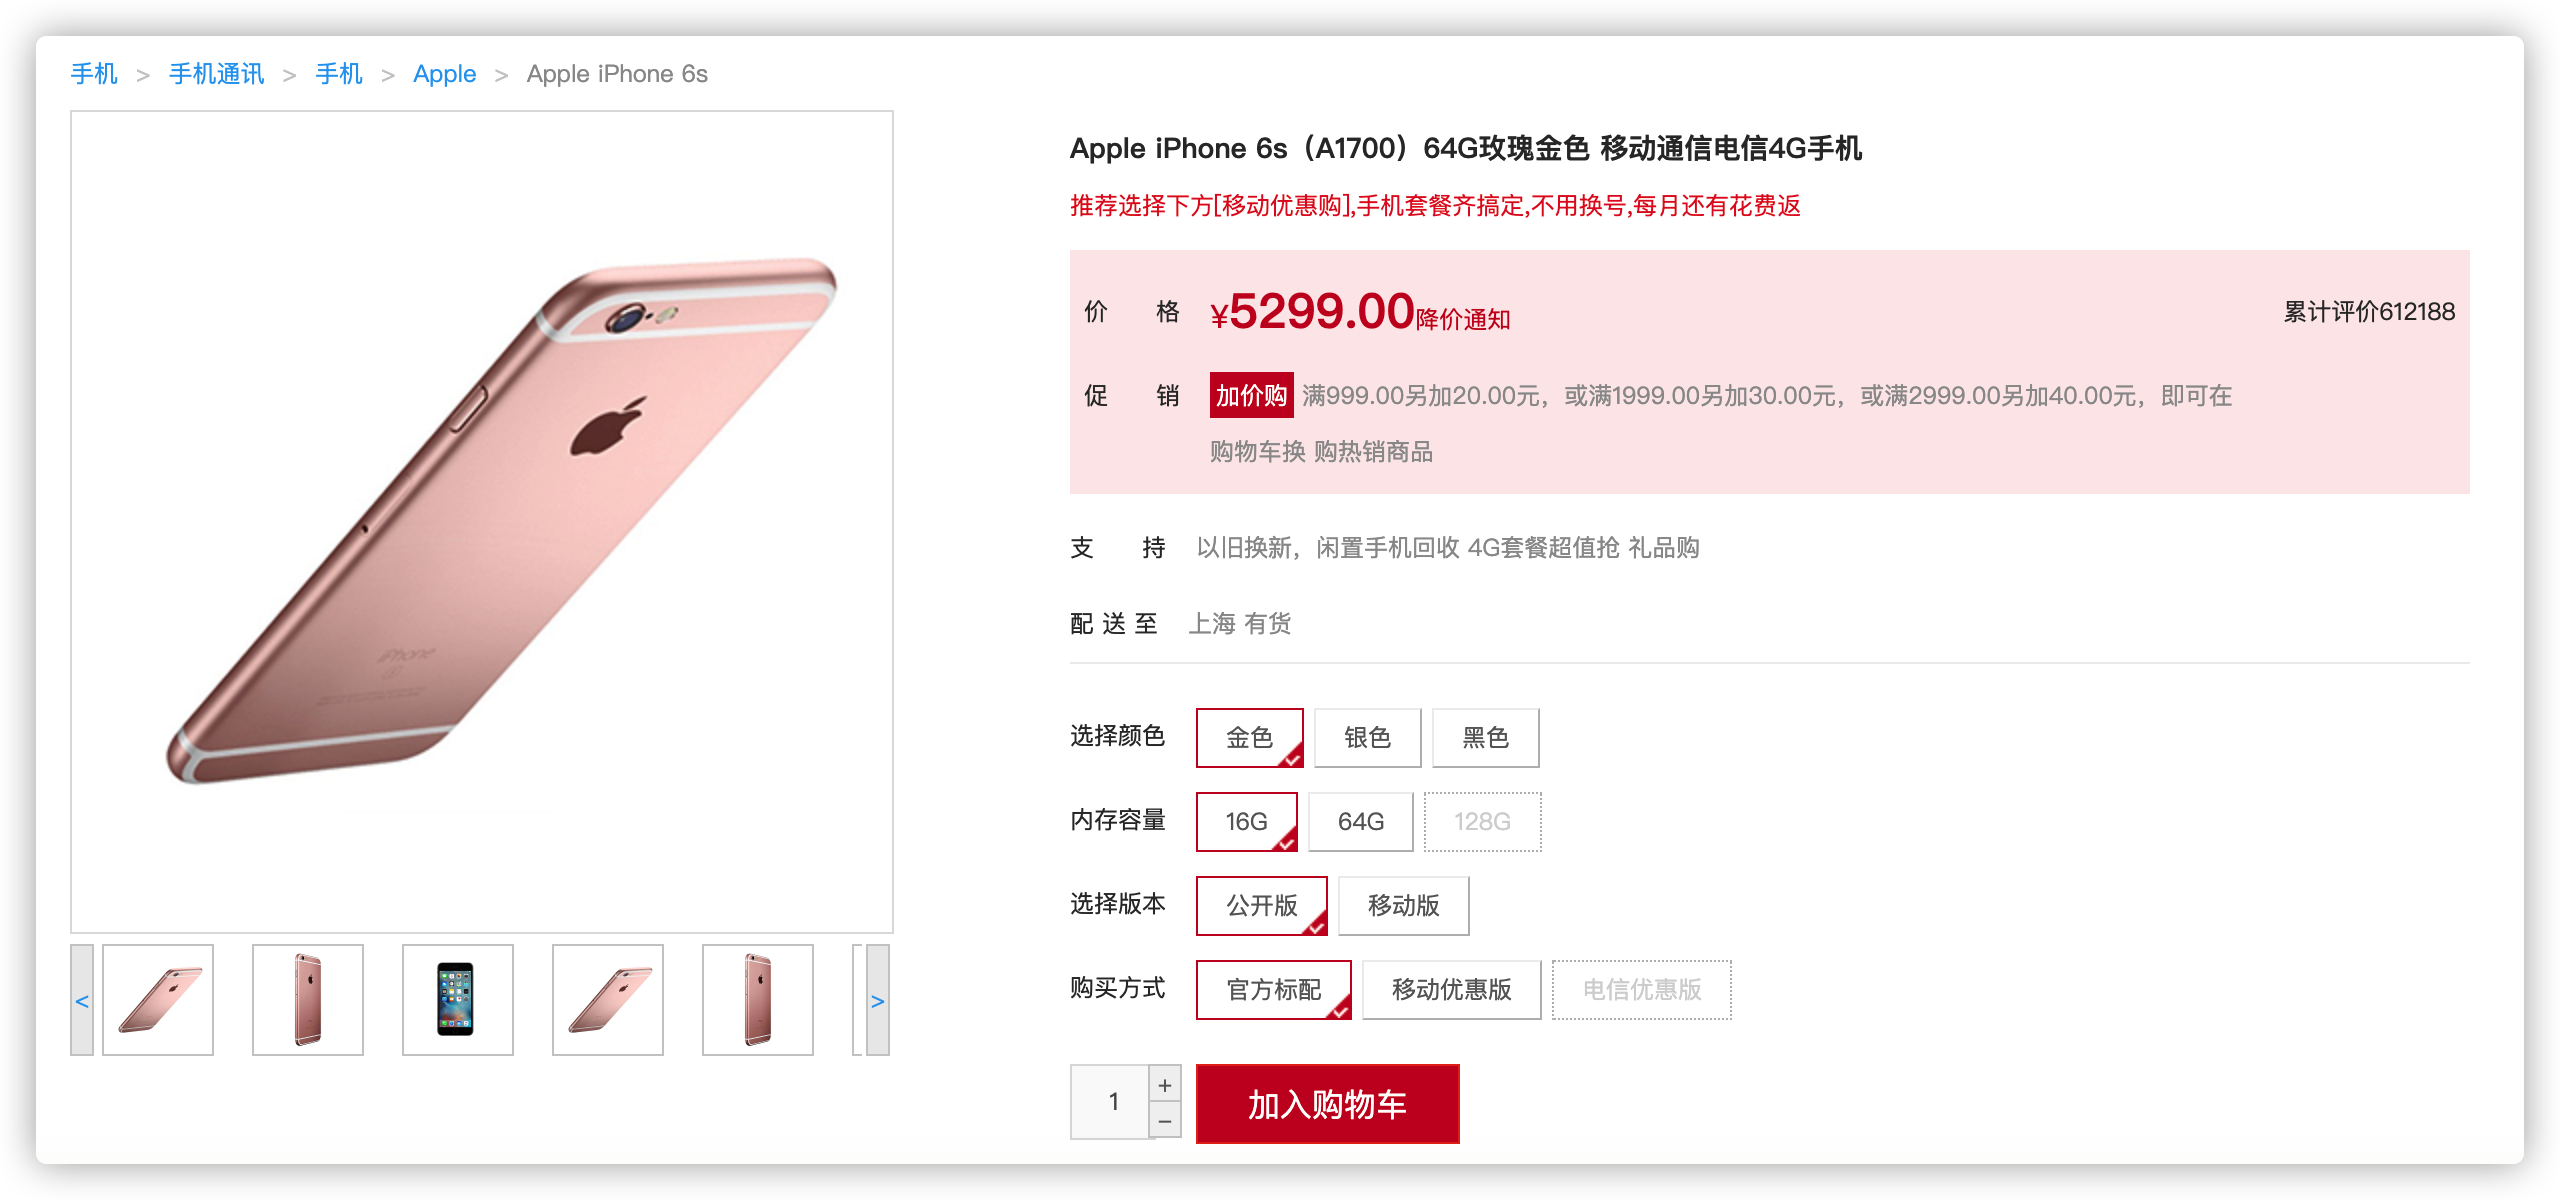 手机 > 手机通讯 > 手机 > Apple > Apple iPhone 6s
Apple iPhone 6s（A1700）64G玫瑰金色 移动通信电信4G手机
推荐选择下方[移动优惠购],手机套餐齐搞定,不用换号,每月还有花费返
价 格 ¥5299.00降价通知 累计评价612188
促 销 加价购 满999.00另加20.00元，或满1999.00另加30.00元，或满2999.00另加40.00元，即可在
购物车换 购热销商品
支 持 以旧换新，闲置手机回收 4G套餐超值抢 礼品购
配 送 至 上海 有货
选择颜色 金色 银色 黑色
内存容量 16G 64G 128G
选择版本 公开版 移动版
购买方式 官方标配 移动优惠版 电信优惠版
1 + − 加入购物车
iPhone
< >